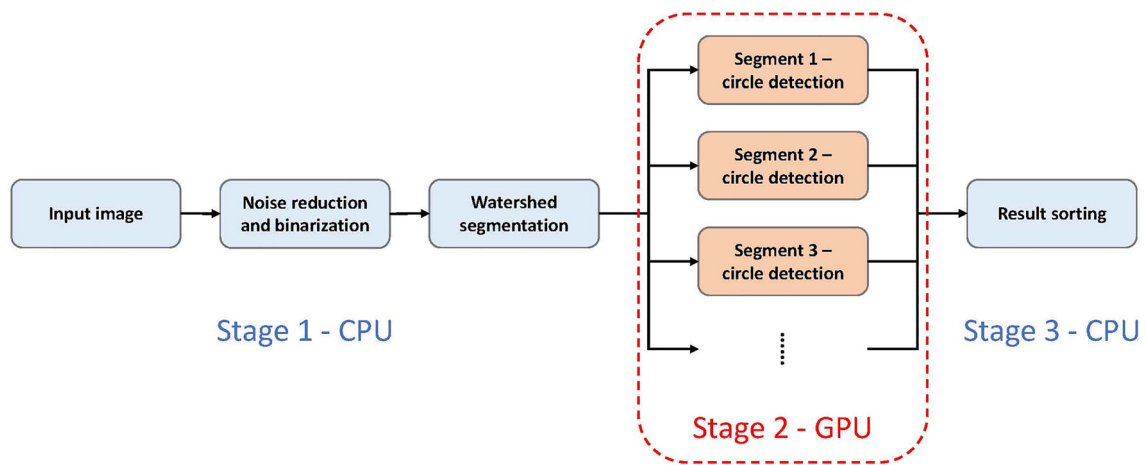 Input image
Noise reduction
and binarization
Watershed
segmentation
Segment 1 –
circle detection
Segment 2 –
circle detection
Segment 3 –
circle detection
Result sorting
Stage 1 - CPU
Stage 2 - GPU
Stage 3 - CPU